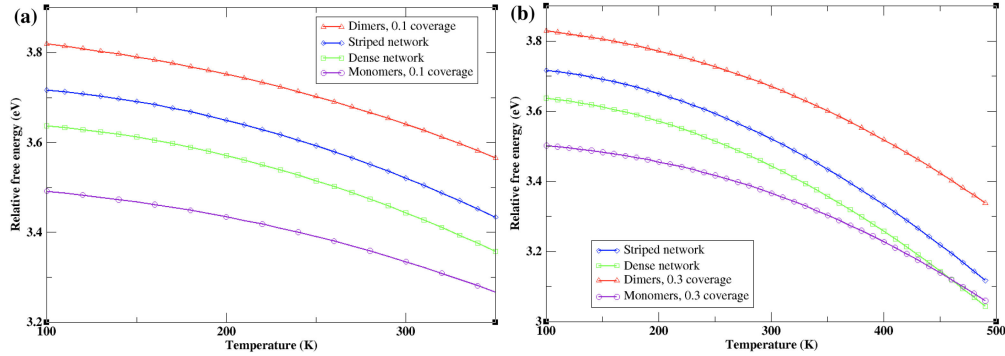 (a)
Dimers, 0.1 coverage
Striped network
Dense network
Monomers, 0.1 coverage
3.8
3.6
3.4
3.2
Relative free energy (eV)
100
200
300
Temperature (K)
(b)
3.8
3.6
3.4
3.2
3
Relative free energy (eV)
Striped network
Dense network
Dimers, 0.3 coverage
Monomers, 0.3 coverage
100
200
300
400
500
Temperature (K)